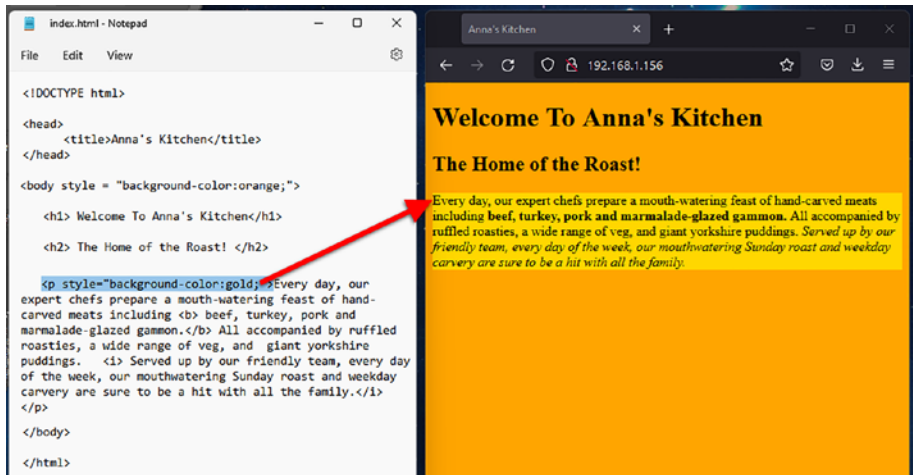 index.html - Notepad
File Edit View
<!DOCTYPE html>
<head>
<title>Anna's Kitchen</title>
</head>
<body style = "background-color:orange;">
<h1> Welcome To Anna's Kitchen</h1>
<h2> The Home of the Roast! </h2>
<p style="background-color:gold;">Every day, our
expert chefs prepare a mouth-watering feast of hand-
carved meats including <b> beef, turkey, pork and
marmalade-glazed gammon.</b> All accompanied by ruffled
roasties, a wide range of veg, and giant yorkshire
puddings. <i> Served up by our friendly team, every day
of the week, our mouthwatering Sunday roast and weekday
carvery are sure to be a hit with all the family.</i>
</p>
</body>
</html>
Anna's Kitchen
192.168.1.156
Welcome To Anna's Kitchen
The Home of the Roast!
Every day, our expert chefs prepare a mouth-watering feast of hand-carved meats
including beef, turkey, pork and marmalade-glazed gammon. All accompanied by
ruffled roasties, a wide range of veg, and giant yorkshire puddings. Served up by our
friendly team, every day of the week, our mouthwatering Sunday roast and weekday
carvery are sure to be a hit with all the family.